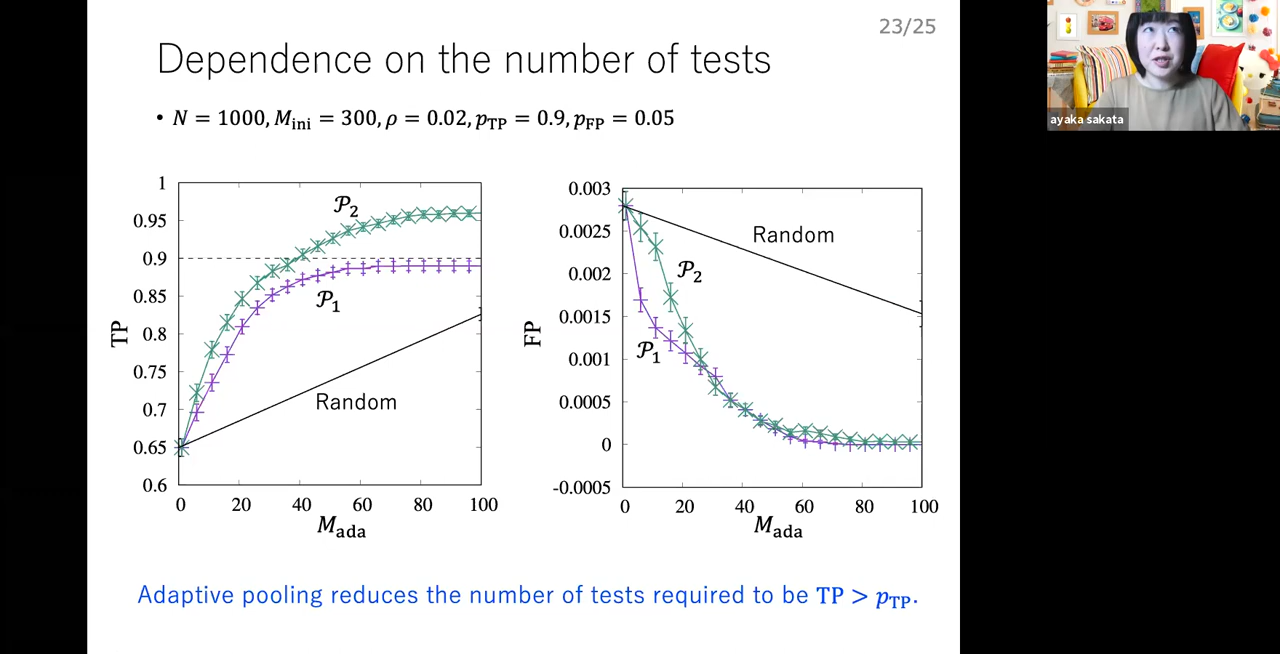 23/25
Dependence on the number of tests
• N = 1000, M_ini = 300, ρ = 0.02, p_TP = 0.9, p_FP = 0.05
ayaka sakata
1
0.95
0.9
0.85
0.8
0.75
0.7
0.65
0.6
TP
𝒫₂
𝒫₁
Random
0 20 40 60 80 100
M_ada
0.003
0.0025
0.002
0.0015
0.001
0.0005
0
-0.0005
FP
Random
𝒫₂
𝒫₁
0 20 40 60 80 100
M_ada
Adaptive pooling reduces the number of tests required to be TP > p_TP.